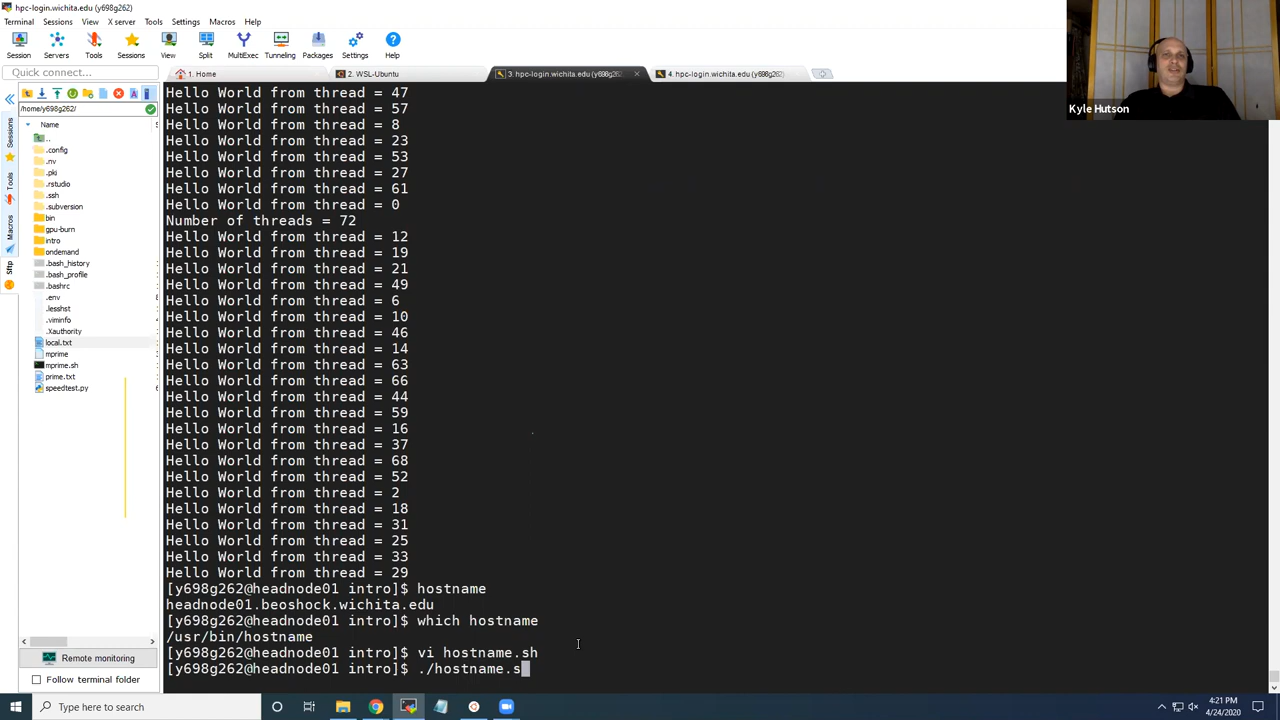 hpc-login.wichita.edu (y698g262)
Terminal Sessions View X server Tools Settings Macros Help
Session Servers Tools Sessions View Split MultiExec Tunneling Packages Settings Help
Quick connect...
1. Home
2. WSL-Ubuntu
3. hpc-login.wichita.edu (y698g262
4. hpc-login.wichita.edu (y698g262
Kyle Hutson
/home/y698g262/
Name
..
.config
.nv
.pki
.rstudio
.ssh
.subversion
bin
gpu-burn
intro
ondemand
.bash_history
.bash_profile
.bashrc
.env
.lesshst
.viminfo
.Xauthority
local.txt
mprime
mprime.sh
prime.txt
speedtest.py
Sessions
Tools
Macros
Sftp
Remote monitoring
Follow terminal folder
Hello World from thread = 47
Hello World from thread = 57
Hello World from thread = 8
Hello World from thread = 23
Hello World from thread = 53
Hello World from thread = 27
Hello World from thread = 61
Hello World from thread = 0
Number of threads = 72
Hello World from thread = 12
Hello World from thread = 19
Hello World from thread = 21
Hello World from thread = 49
Hello World from thread = 6
Hello World from thread = 10
Hello World from thread = 46
Hello World from thread = 14
Hello World from thread = 63
Hello World from thread = 66
Hello World from thread = 44
Hello World from thread = 59
Hello World from thread = 16
Hello World from thread = 37
Hello World from thread = 68
Hello World from thread = 52
Hello World from thread = 2
Hello World from thread = 18
Hello World from thread = 31
Hello World from thread = 25
Hello World from thread = 33
Hello World from thread = 29
[y698g262@headnode01 intro]$ hostname
headnode01.beoshock.wichita.edu
[y698g262@headnode01 intro]$ which hostname
/usr/bin/hostname
[y698g262@headnode01 intro]$ vi hostname.sh
[y698g262@headnode01 intro]$ ./hostname.s
Type here to search
4:21 PM
4/24/2020